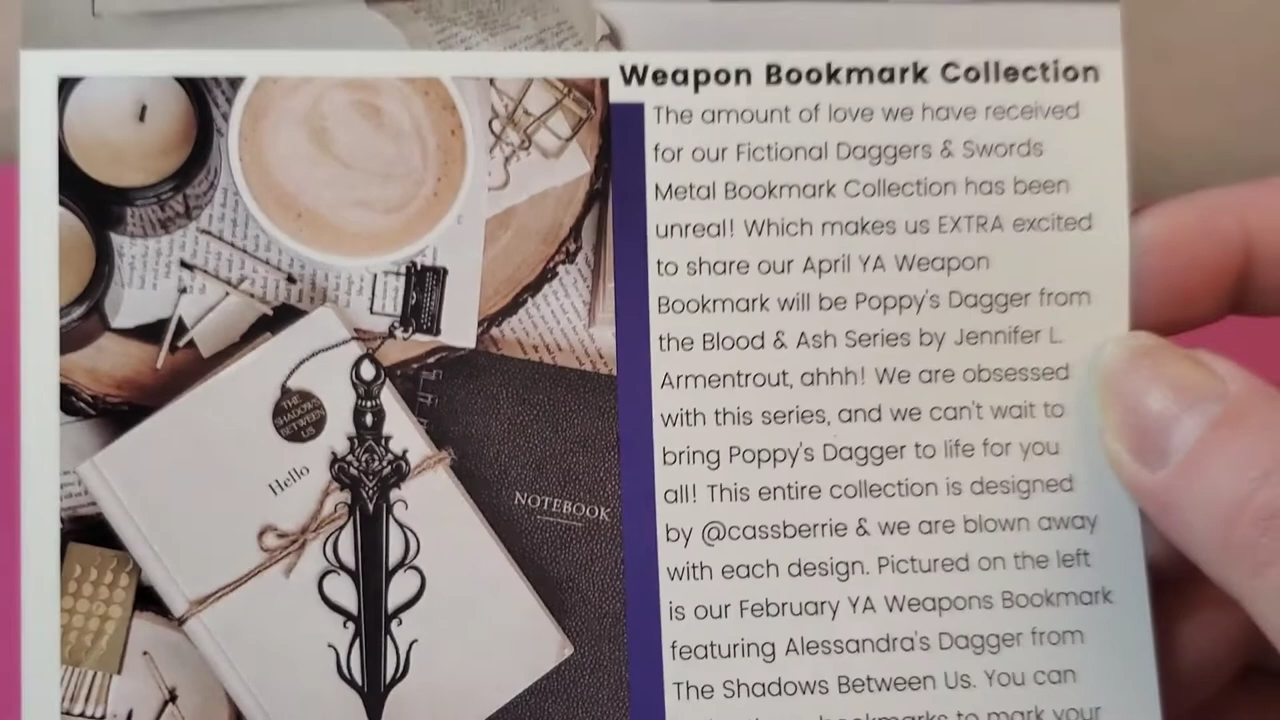 Weapon Bookmark Collection
The amount of love we have received
for our Fictional Daggers & Swords
Metal Bookmark Collection has been
unreal! Which makes us EXTRA excited
to share our April YA Weapon
Bookmark will be Poppy's Dagger from
the Blood & Ash Series by Jennifer L.
Armentrout, ahhh! We are obsessed
with this series, and we can't wait to
bring Poppy's Dagger to life for you
all! This entire collection is designed
by @cassberrie & we are blown away
with each design. Pictured on the left
is our February YA Weapons Bookmark
featuring Alessandra's Dagger from
The Shadows Between Us. You can
bookmarks to mark your
THE
SHADOWS
BETWEEN
US
Hello
NOTEBOOK